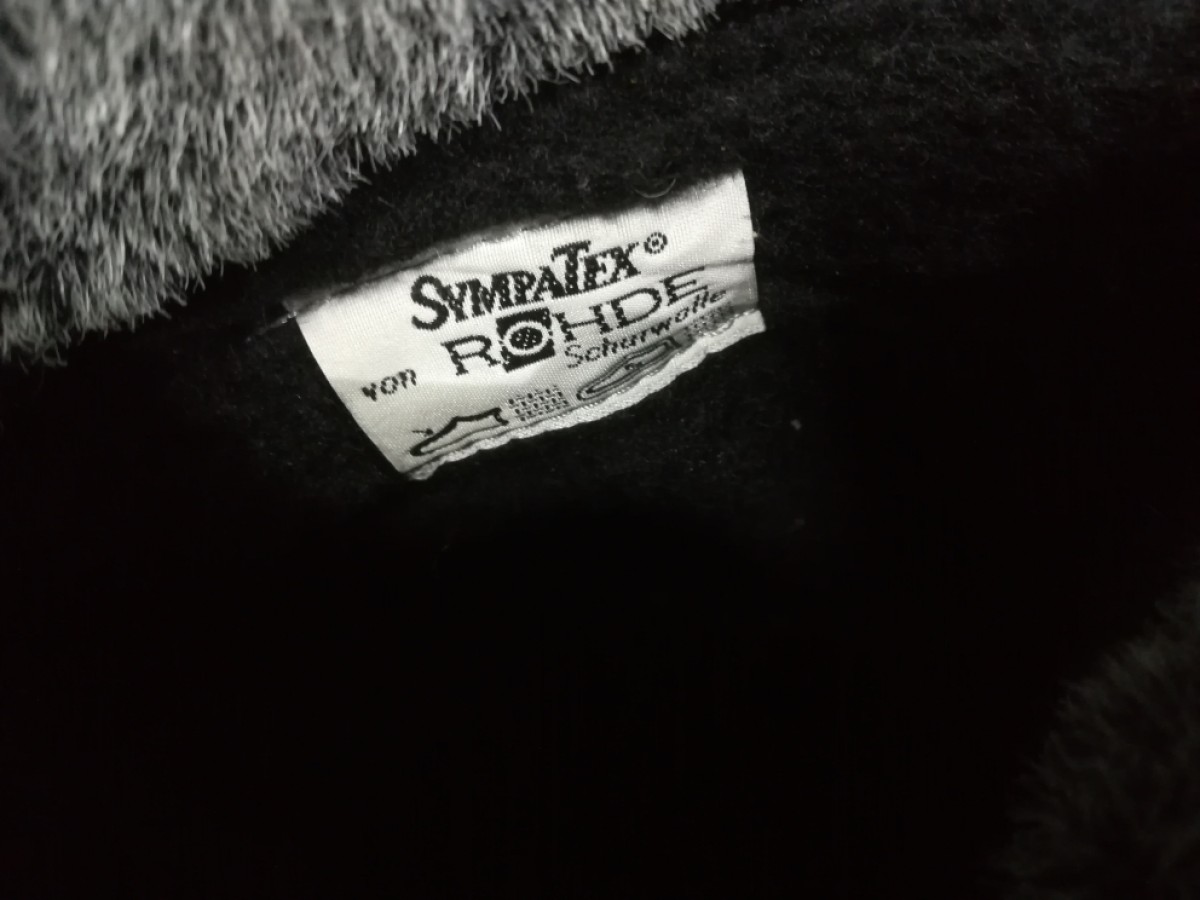 SYMPATEX®
von ROHDE
Schurwolle